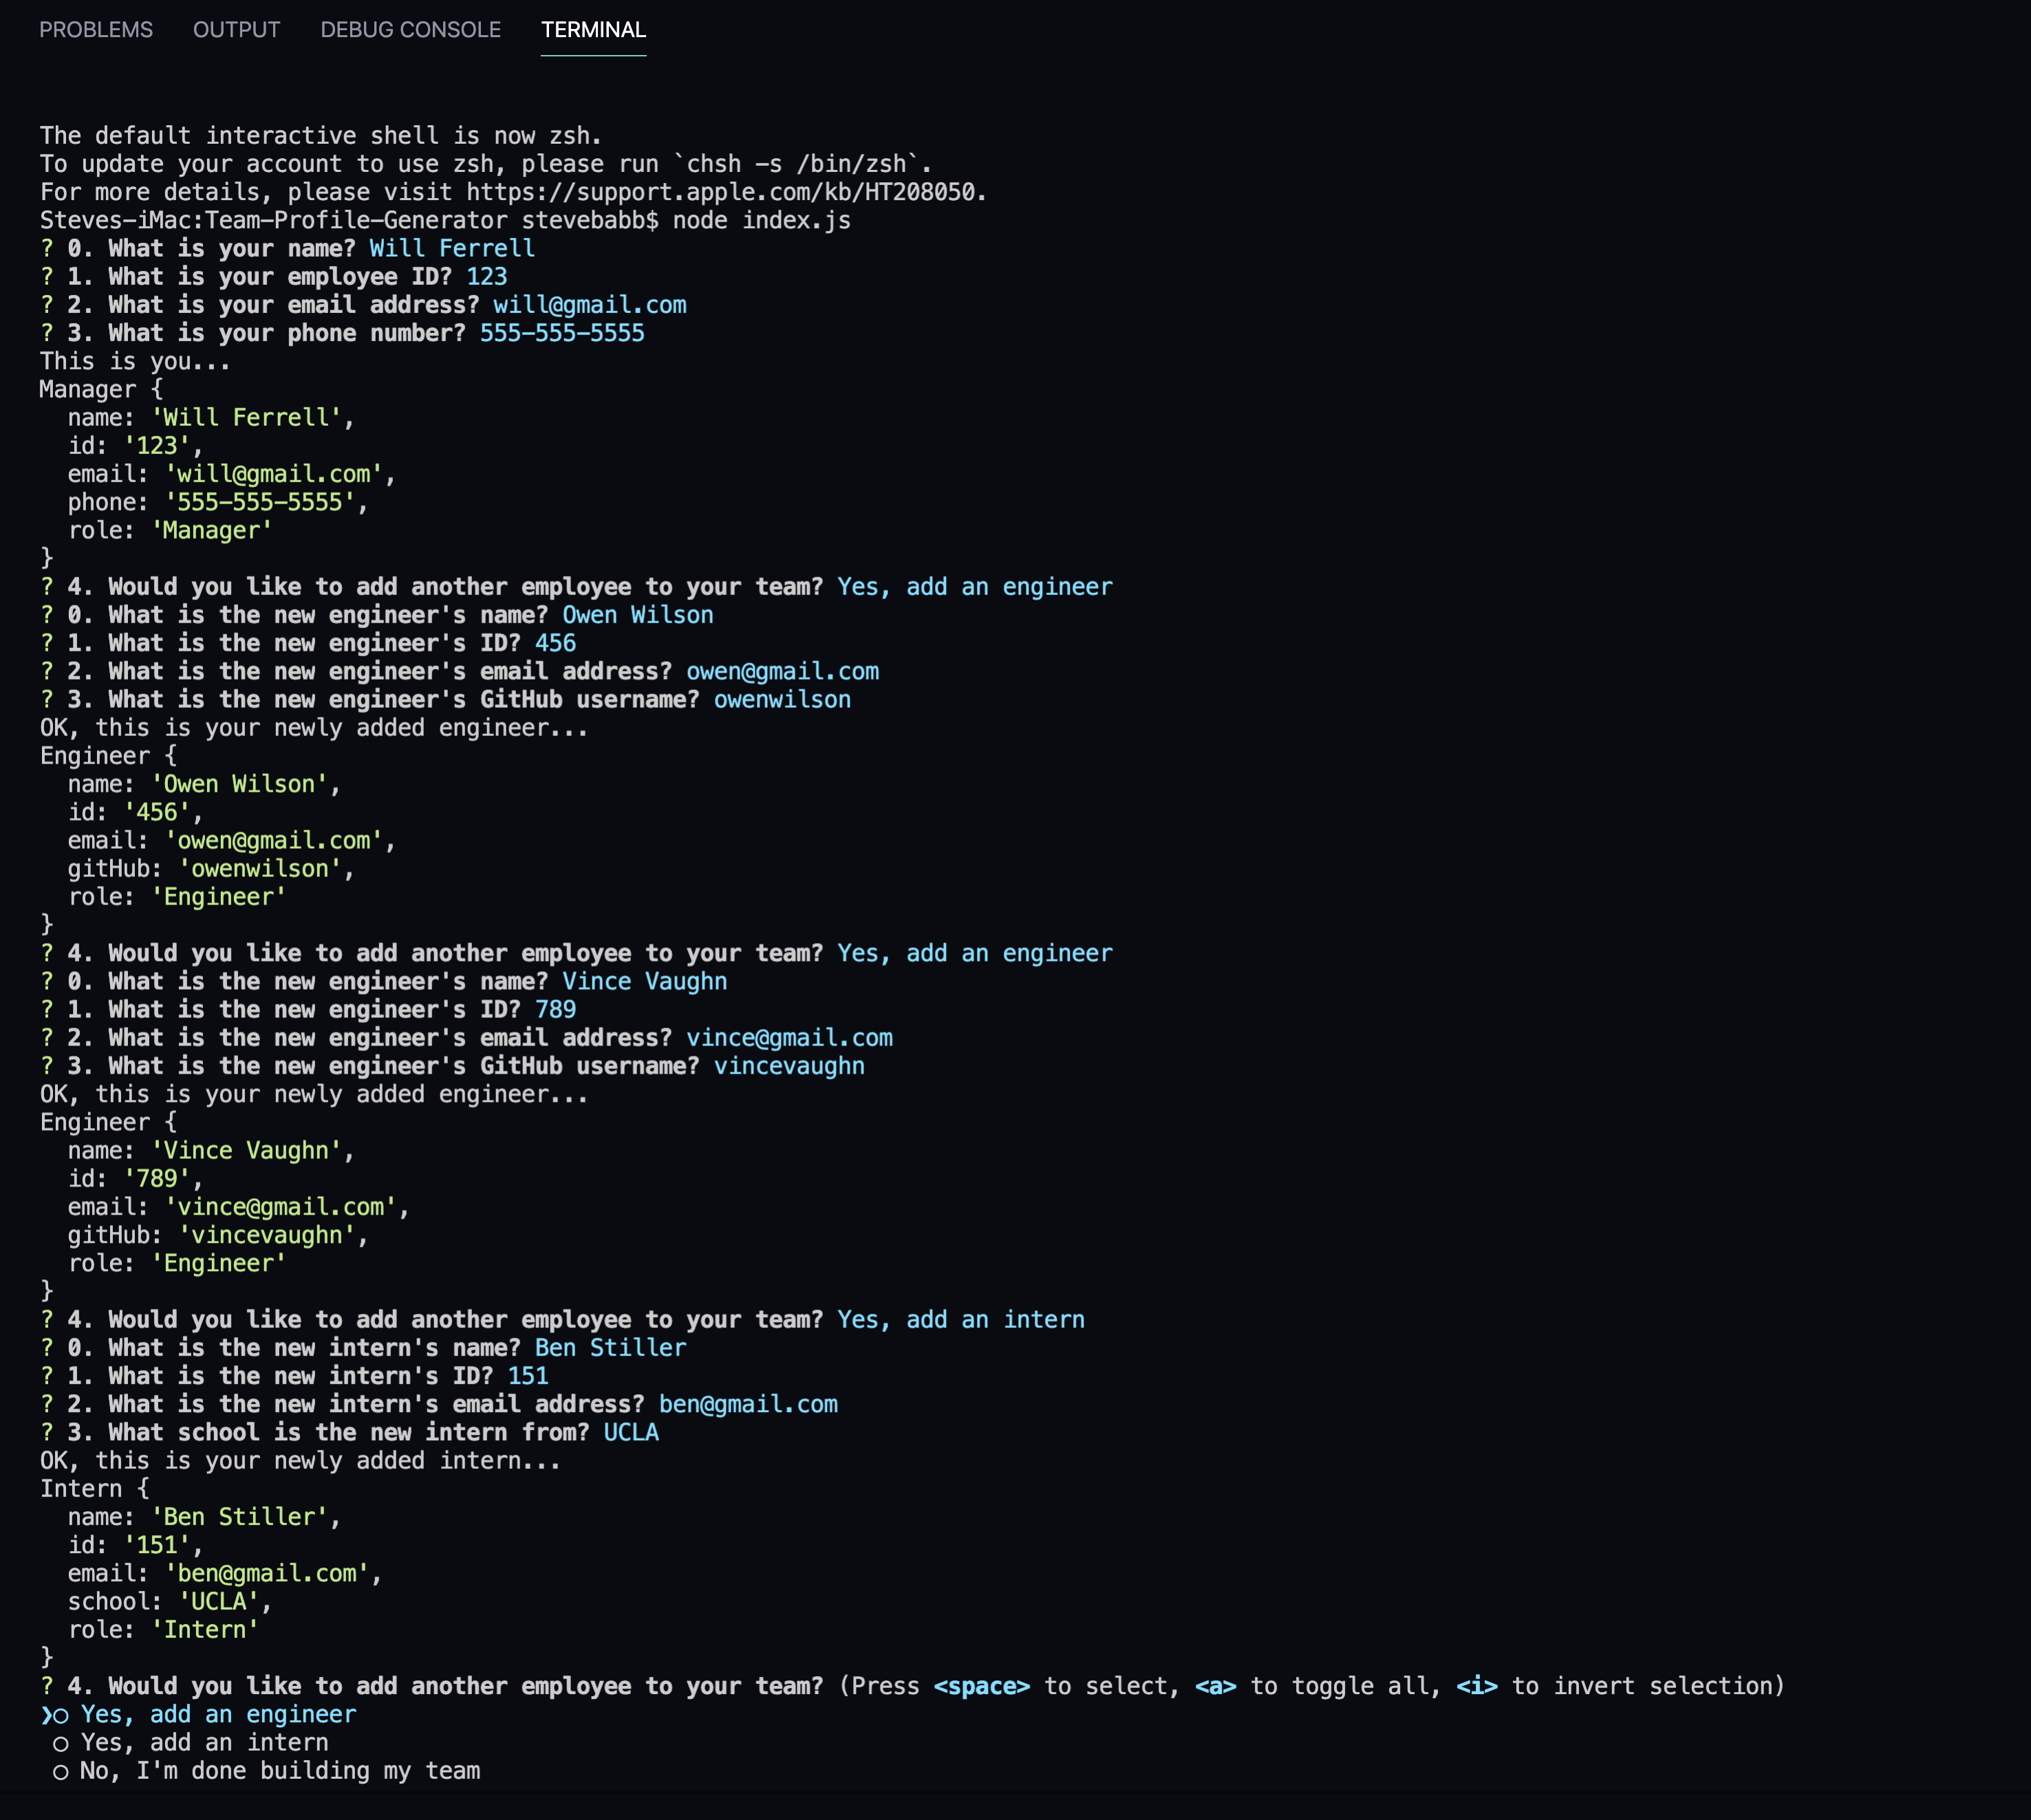 PROBLEMS OUTPUT DEBUG CONSOLE TERMINAL
The default interactive shell is now zsh.
To update your account to use zsh, please run `chsh -s /bin/zsh`.
For more details, please visit https://support.apple.com/kb/HT208050.
Steves-iMac:Team-Profile-Generator stevebabb$ node index.js
? 0. What is your name? Will Ferrell
? 1. What is your employee ID? 123
? 2. What is your email address? will@gmail.com
? 3. What is your phone number? 555-555-5555
This is you...
Manager {
  name: 'Will Ferrell',
  id: '123',
  email: 'will@gmail.com',
  phone: '555-555-5555',
  role: 'Manager'
}
? 4. Would you like to add another employee to your team? Yes, add an engineer
? 0. What is the new engineer's name? Owen Wilson
? 1. What is the new engineer's ID? 456
? 2. What is the new engineer's email address? owen@gmail.com
? 3. What is the new engineer's GitHub username? owenwilson
OK, this is your newly added engineer...
Engineer {
  name: 'Owen Wilson',
  id: '456',
  email: 'owen@gmail.com',
  gitHub: 'owenwilson',
  role: 'Engineer'
}
? 4. Would you like to add another employee to your team? Yes, add an engineer
? 0. What is the new engineer's name? Vince Vaughn
? 1. What is the new engineer's ID? 789
? 2. What is the new engineer's email address? vince@gmail.com
? 3. What is the new engineer's GitHub username? vincevaughn
OK, this is your newly added engineer...
Engineer {
  name: 'Vince Vaughn',
  id: '789',
  email: 'vince@gmail.com',
  gitHub: 'vincevaughn',
  role: 'Engineer'
}
? 4. Would you like to add another employee to your team? Yes, add an intern
? 0. What is the new intern's name? Ben Stiller
? 1. What is the new intern's ID? 151
? 2. What is the new intern's email address? ben@gmail.com
? 3. What school is the new intern from? UCLA
OK, this is your newly added intern...
Intern {
  name: 'Ben Stiller',
  id: '151',
  email: 'ben@gmail.com',
  school: 'UCLA',
  role: 'Intern'
}
? 4. Would you like to add another employee to your team? (Press <space> to select, <a> to toggle all, <i> to invert selection)
❯○ Yes, add an engineer
 ○ Yes, add an intern
 ○ No, I'm done building my team